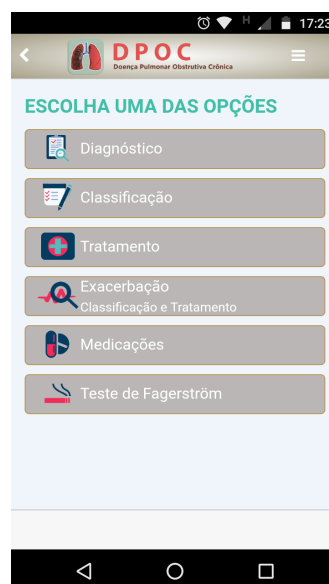 H 17:23
DPOC
Doença Pulmonar Obstrutiva Crônica
ESCOLHA UMA DAS OPÇÕES
Diagnóstico
Classificação
Tratamento
Exacerbação
Classificação e Tratamento
Medicações
Teste de Fagerström